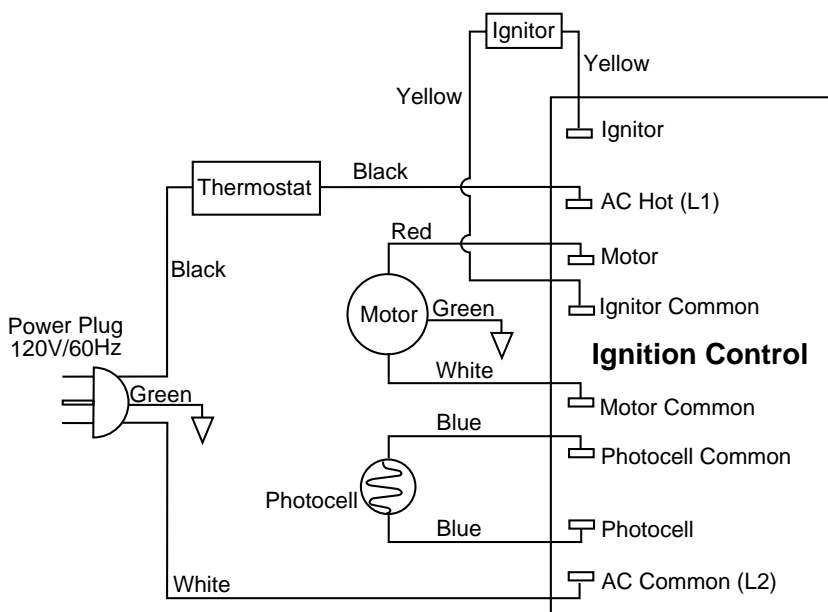 Ignitor
Yellow
Yellow
Ignitor
Black
Thermostat
AC Hot (L1)
Red
Motor
Black
Motor
Green
Ignitor Common
Power Plug
120V/60Hz
Ignition Control
White
Green
Motor Common
Blue
Photocell Common
Photocell
Blue
Photocell
White
AC Common (L2)